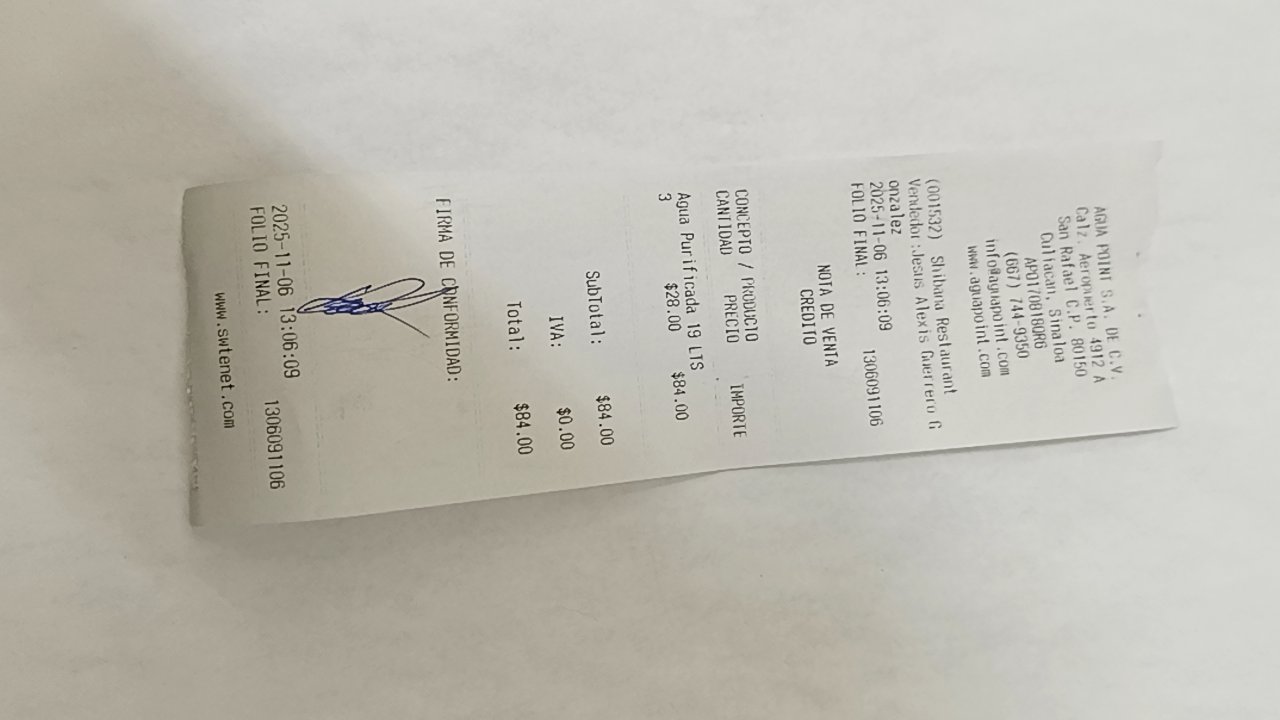 AGUA POINT S.A. DE C.V.
Calz. Aeropuerto 4912 A
San Rafael C.P. 80150
Culiacan, Sinaloa
APO170818QR6
(667) 744-9350
info@aguapoint.com
www.aguapoint.com
(001532) Shibana Restaurant
Vendedor:Jesus Alexis Guerrero G
onzalez
2025-11-06 13:06:09
FOLIO FINAL: 1306091106
NOTA DE VENTA
CREDITO
CONCEPTO / PRODUCTO
CANTIDAD PRECIO IMPORTE
Agua Purificada 19 LTS
3 $28.00 $84.00
SubTotal: $84.00
IVA: $0.00
Total: $84.00
FIRMA DE CONFORMIDAD:
2025-11-06 13:06:09
FOLIO FINAL: 1306091106
www.swtenet.com